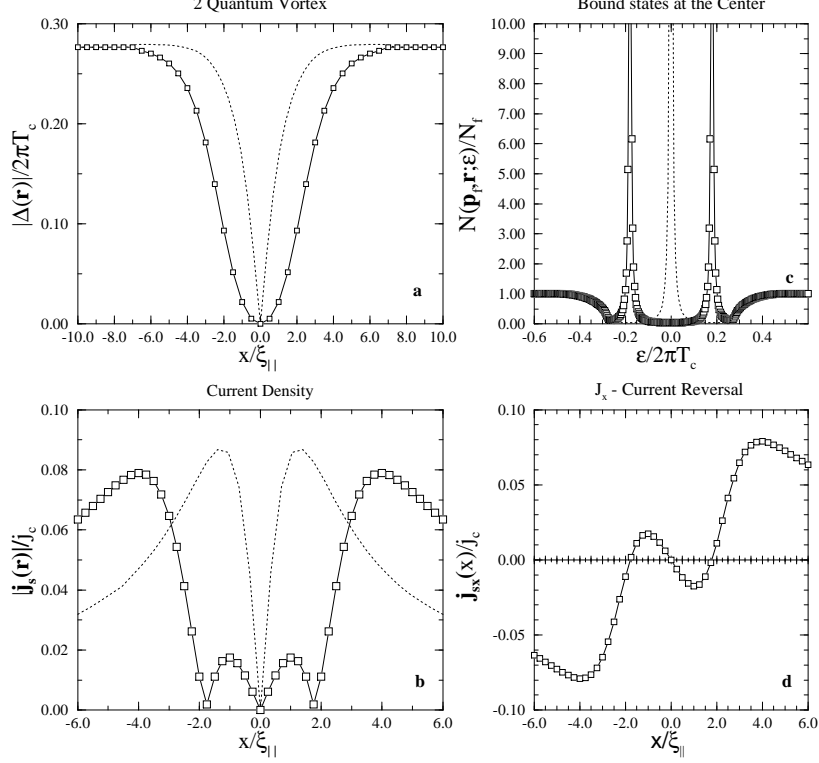 2 Quantum Vortex
0.30
0.20
0.10
0.00
|Δ(r)|/2πT_c
-10.0 -8.0 -6.0 -4.0 -2.0 0.0 2.0 4.0 6.0 8.0 10.0
x/ξ_||
a
Bound states at the Center
10.00
9.00
8.00
7.00
6.00
5.00
4.00
3.00
2.00
1.00
0.00
N(p_f,r;ε)/N_f
-0.6 -0.4 -0.2 0.0 0.2 0.4 0.6
ε/2πT_c
c
Current Density
0.10
0.08
0.06
0.04
0.02
0.00
|j_s(r)|/j_c
-6.0 -4.0 -2.0 0.0 2.0 4.0 6.0
x/ξ_||
b
J_x - Current Reversal
0.10
0.05
0.00
-0.05
-0.10
j_sx(x)/j_c
-6.0 -4.0 -2.0 0.0 2.0 4.0 6.0
x/ξ_||
d